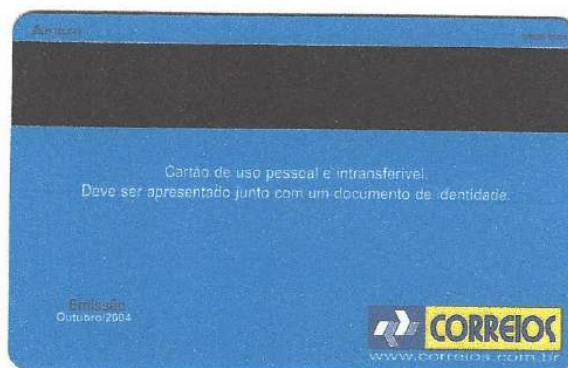 Cartão de uso pessoal e intransferível.
Deve ser apresentado junto com um documento de identidade.
Emissão
Outubro/2004
CORREIOS
www.correios.com.br